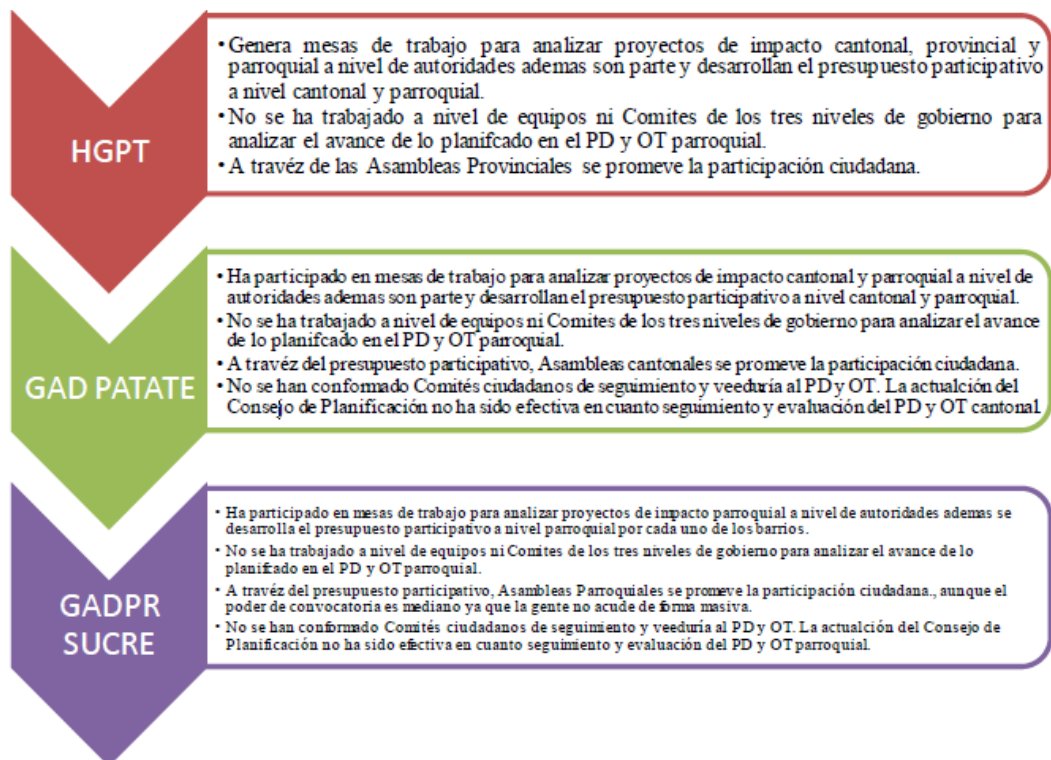 HGPT
• Genera mesas de trabajo para analizar proyectos de impacto cantonal, provincial y
parroquial a nivel de autoridades ademas son parte y desarrollan el presupuesto participativo
a nivel cantonal y parroquial.
• No se ha trabajado a nivel de equipos ni Comites de los tres niveles de gobierno para
analizar el avance de lo planifcado en el PD y OT parroquial.
• A travéz de las Asambleas Provinciales se promeve la participación ciudadana.
GAD PATATE
• Ha participado en mesas de trabajo para analizar proyectos de impacto cantonal y parroquial a nivel de
autoridades ademas son parte y desarrollan el presupuesto participativo a nivel cantonal y parroquial.
• No se ha trabajado a nivel de equipos ni Comites de los tres niveles de gobierno para analizar el avance
de lo planifcado en el PD y OT parroquial.
• A travéz del presupuesto participativo, Asambleas cantonales se promeve la participación ciudadana.
• No se han conformado Comités ciudadanos de seguimiento y veeduría al PD y OT. La actualción del
Consejo de Planificación no ha sido efectiva en cuanto seguimiento y evaluación del PD y OT cantonal.
GADPR
SUCRE
• Ha participado en mesas de trabajo para analizar proyectos de impacto parroquial a nivel de autoridades ademas se
desarrolla el presupuesto participativo a nivel parroquial por cada uno de los barrios.
• No se ha trabajado a nivel de equipos ni Comites de los tres niveles de gobierno para analizar el avance de lo
planifcado en el PD y OT parroquial.
• A travéz del presupuesto participativo, Asambleas Parroquiales se promeve la participación ciudadana., aunque el
poder de convocatoria es mediano ya que la gente no acude de forma masiva.
• No se han conformado Comités ciudadanos de seguimiento y veeduría al PD y OT. La actualción del Consejo de
Planificación no ha sido efectiva en cuanto seguimiento y evaluación del PD y OT parroquial.